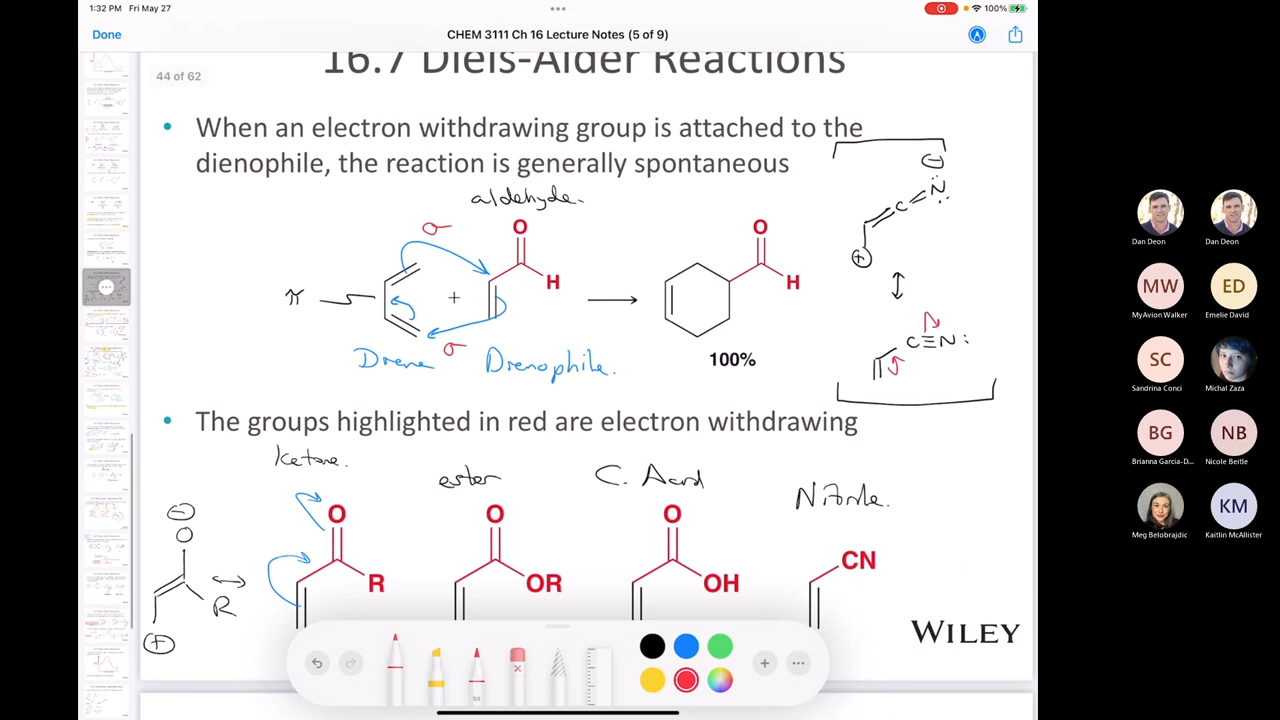 1:32 PM Fri May 27
100%
Done
CHEM 3111 Ch 16 Lecture Notes (5 of 9)
44 of 62
16.7 Diels-Alder Reactions
• When an electron withdrawing group is attached to the
dienophile, the reaction is generally spontaneous
aldehyde.
σ
O
H
π
+
σ
Diene
Dienophile.
O
H
100%
⊖
C
N:
⊕
C≡N:
• The groups highlighted in red are electron withdrawing
Ketone.
ester
C. Acid
Nitrile.
⊖
O
R
⊕
O
R
O
OR
O
OH
CN
WILEY
50
Dan Deon
Dan Deon
MW
MyAvion Walker
ED
Emelie David
SC
Sandrina Conci
Michal Zaza
BG
Brianna Garcia-D...
NB
Nicole Beitle
Meg Belobrajdic
KM
Kaitlin McAllister